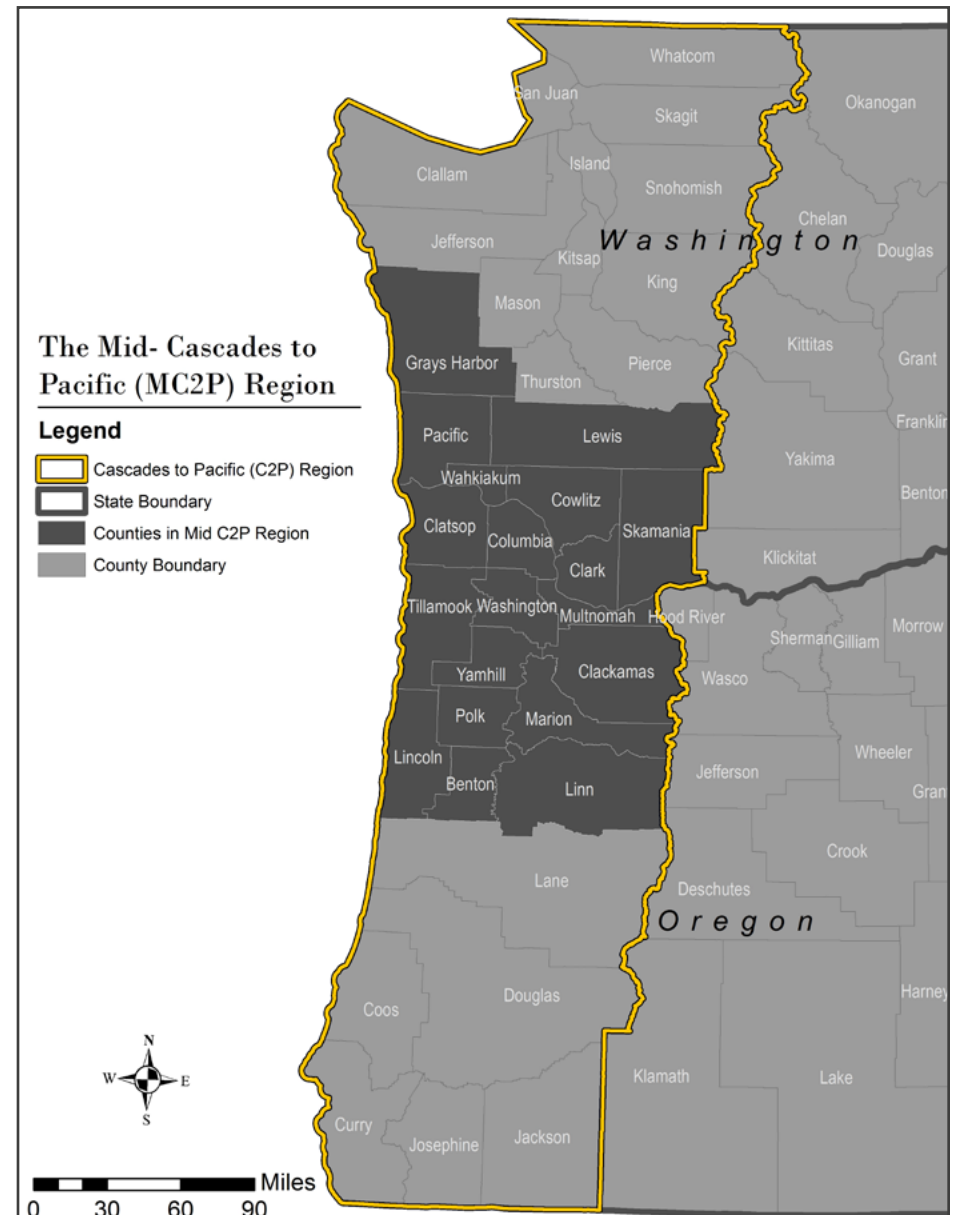 Whatcom
San Juan
Okanogan
Skagit
Island
Clallam
Snohomish
Chelan
Washington
Jefferson
Douglas
Kitsap
King
Mason
The Mid- Cascades to
Pacific (MC2P) Region
Kittitas
Grant
Grays Harbor
Pierce
Thurston
Legend
Cascades to Pacific (C2P) Region
State Boundary
Counties in Mid C2P Region
County Boundary
Franklin
Pacific
Lewis
Yakima
Wahkiakum
Cowlitz
Benton
Clatsop
Skamania
Columbia
Klickitat
Clark
Tillamook
Washington
Multnomah
Hood River
Morrow
Sherman
Gilliam
Yamhill
Clackamas
Wasco
Polk
Marion
Wheeler
Lincoln
Jefferson
Benton
Linn
Gran
Crook
Lane
Deschutes
Oregon
Douglas
Harney
Coos
N
W
E
S
Klamath
Lake
Curry
Josephine
Jackson
Miles
0 30 60 90